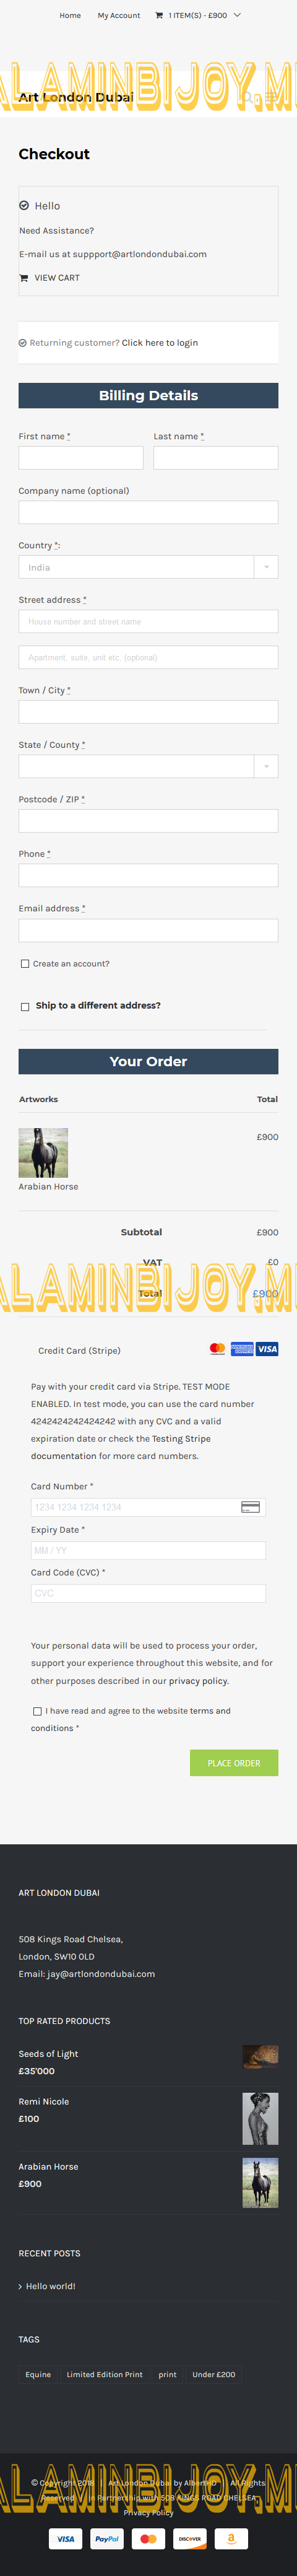 Home My Account 1 ITEM(S) - £900
ALAMINBIJOY.ME
Art London Dubai
Checkout
Hello
Need Assistance?
E-mail us at suppport@artlondondubai.com
VIEW CART
Returning customer? Click here to login
Billing Details
First name * Last name *
Company name (optional)
Country *:
India
Street address *
House number and street name
Apartment, suite, unit etc. (optional)
Town / City *
State / County *
Postcode / ZIP *
Phone *
Email address *
Create an account?
Ship to a different address?
Your Order
Artworks Total
£900
Arabian Horse
Subtotal £900
VAT £0
ALAMINBIJOY.ME
Total £900
Credit Card (Stripe) VISA
Pay with your credit card via Stripe. TEST MODE
ENABLED. In test mode, you can use the card number
4242424242424242 with any CVC and a valid
expiration date or check the Testing Stripe
documentation for more card numbers.
Card Number *
1234 1234 1234 1234
Expiry Date *
MM / YY
Card Code (CVC) *
CVC
Your personal data will be used to process your order,
support your experience throughout this website, and for
other purposes described in our privacy policy.
I have read and agree to the website terms and
conditions *
PLACE ORDER
ART LONDON DUBAI
508 Kings Road Chelsea,
London, SW10 0LD
Email: jay@artlondondubai.com
TOP RATED PRODUCTS
Seeds of Light
£35'000
Remi Nicole
£100
Arabian Horse
£900
RECENT POSTS
> Hello world!
TAGS
Equine Limited Edition Print print Under £200
ALAMINBIJOY.ME
© Copyright 2018 | Art London Dubai by Albert | All Rights
Reserved in Partnership with 508 KINGS ROAD CHELSEA,
Privacy Policy
VISA PayPal mastercard DISCOVER a